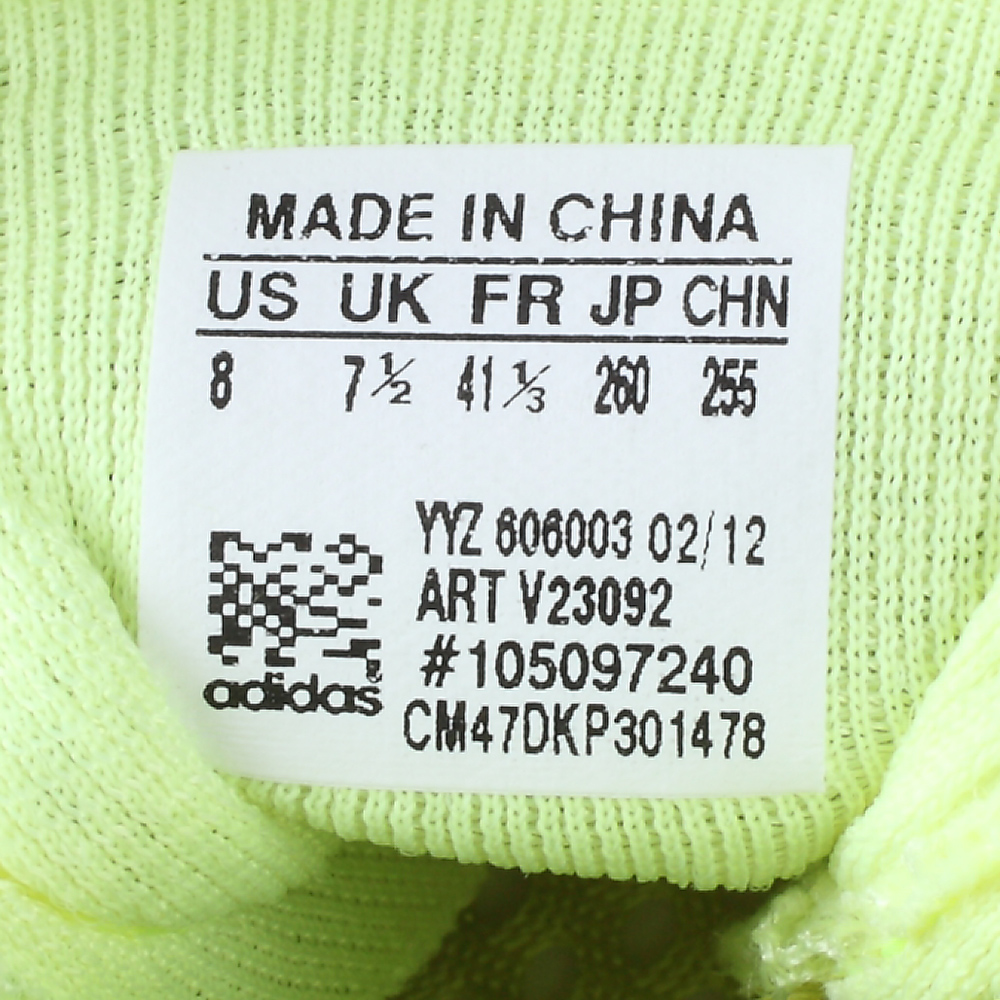 MADE IN CHINA
US UK FR JP CHN
8 7½ 41⅓ 260 255
YYZ 606003 02/12
ART V23092
#105097240
adidas®
CM47DKP301478